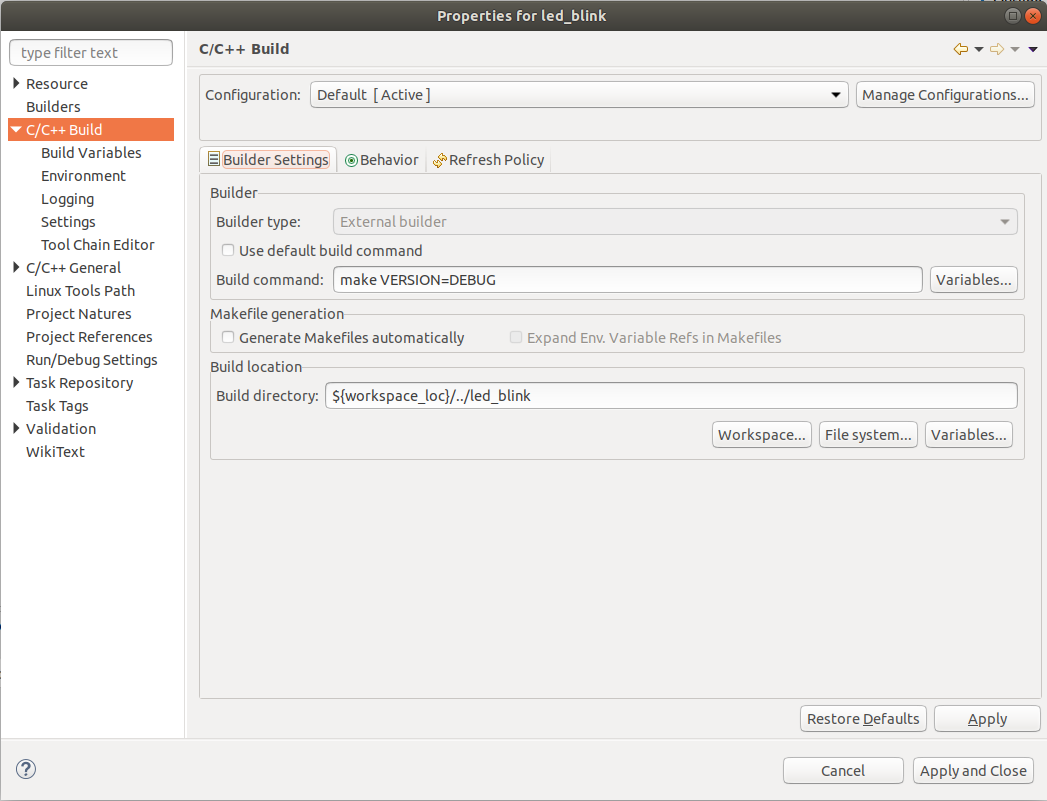 Properties for led_blink
type filter text
Resource
Builders
C/C++ Build
Build Variables
Environment
Logging
Settings
Tool Chain Editor
C/C++ General
Linux Tools Path
Project Natures
Project References
Run/Debug Settings
Task Repository
Task Tags
Validation
WikiText
C/C++ Build
Configuration: Default [ Active ] Manage Configurations...
Builder Settings Behavior Refresh Policy
Builder
Builder type: External builder
Use default build command
Build command: make VERSION=DEBUG Variables...
Makefile generation
Generate Makefiles automatically Expand Env. Variable Refs in Makefiles
Build location
Build directory: ${workspace_loc}/../led_blink
Workspace... File system... Variables...
Restore Defaults Apply
? Cancel Apply and Close